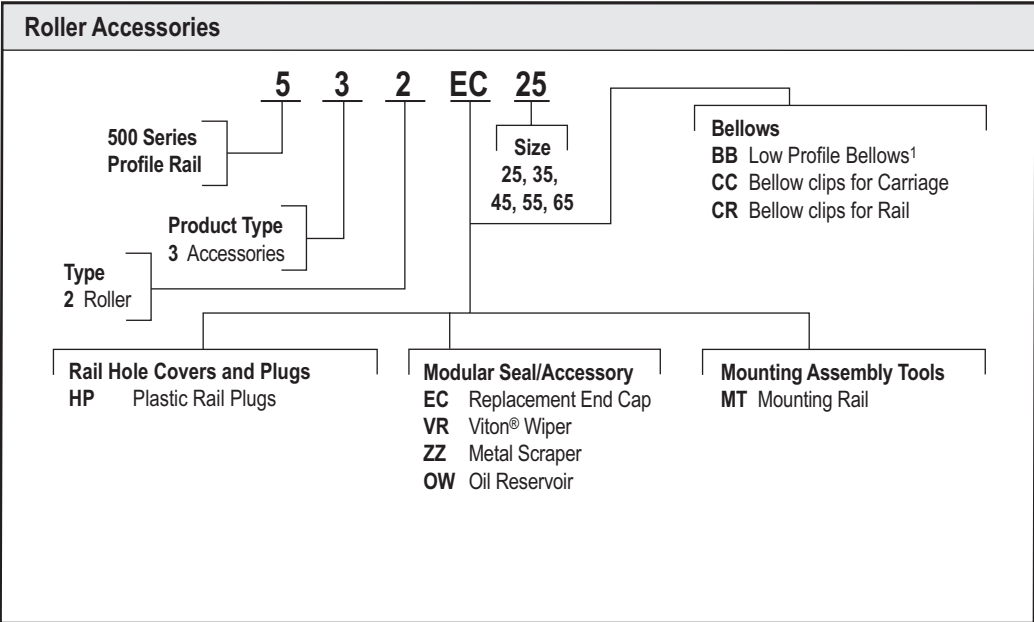 Roller Accessories
5 3 2 EC 25
500 Series
Profile Rail
Size
25, 35,
45, 55, 65
Bellows
BB Low Profile Bellows1
CC Bellow clips for Carriage
CR Bellow clips for Rail
Product Type
3 Accessories
Type
2 Roller
Rail Hole Covers and Plugs
HP Plastic Rail Plugs
Modular Seal/Accessory
EC Replacement End Cap
VR Viton® Wiper
ZZ Metal Scraper
OW Oil Reservoir
Mounting Assembly Tools
MT Mounting Rail